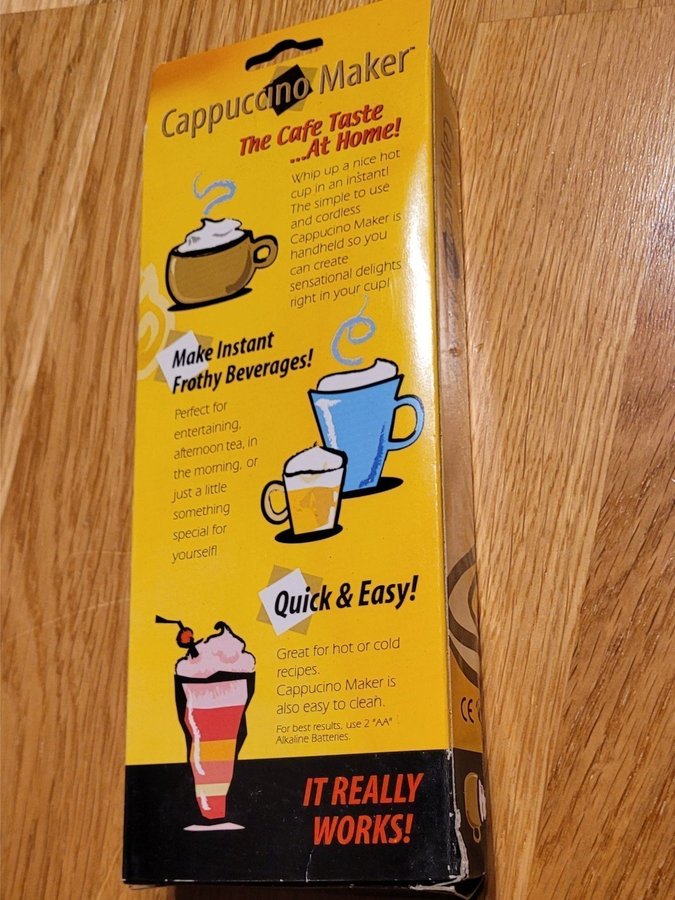 Cappuccino Maker™
The Cafe Taste
...At Home!
Whip up a nice hot
cup in an instant!
The simple to use
and cordless
Cappucino Maker is
handheld so you
can create
sensational delights
right in your cup!
Make Instant
Frothy Beverages!
Perfect for
entertaining,
afternoon tea, in
the morning, or
just a little
something
special for
yourself!
Quick & Easy!
Great for hot or cold
recipes.
Cappucino Maker is
also easy to clean.
For best results, use 2 "AA"
Alkaline Batteries.
IT REALLY
WORKS!
CE